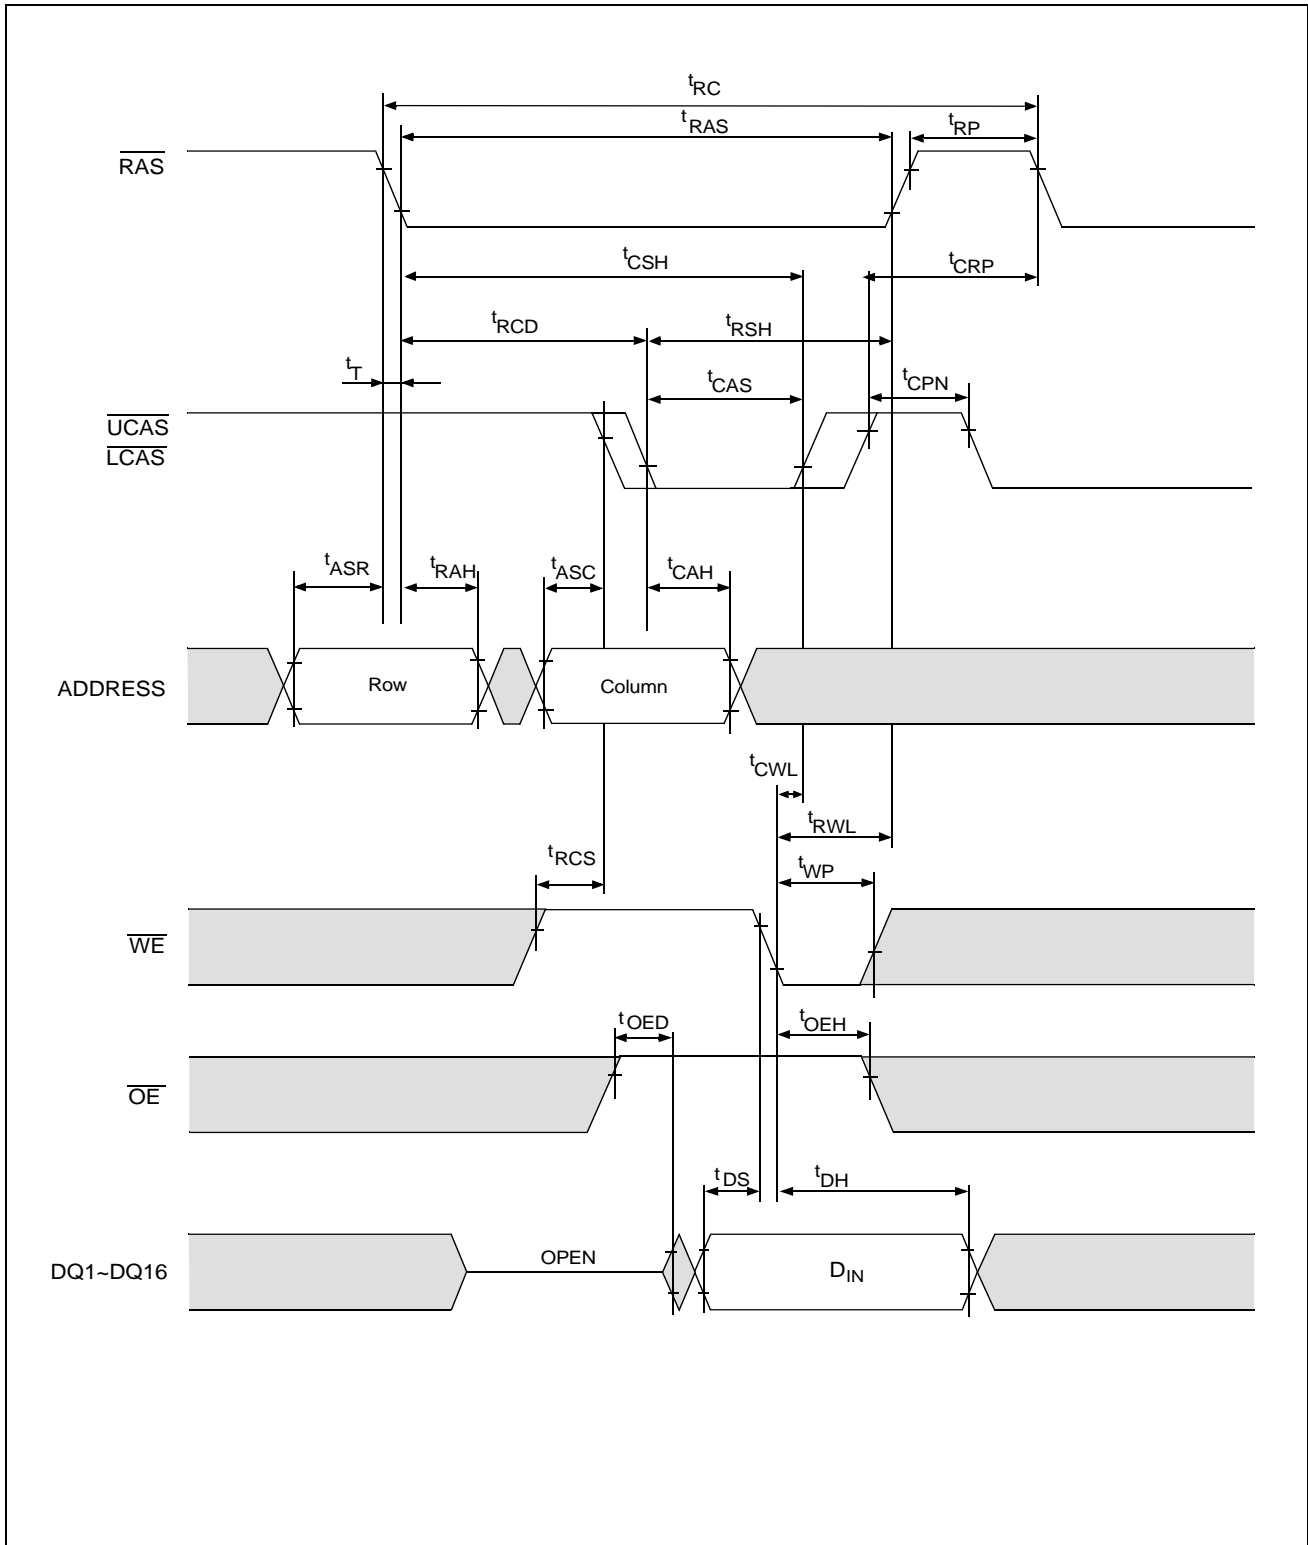 tRC
tRAS
tRP
RAS
tCSH
tCRP
tRCD
tRSH
tT
tCAS
tCPN
UCAS
LCAS
tASR
tRAH
tASC
tCAH
ADDRESS
Row
Column
tCWL
tRWL
tRCS
tWP
WE
tOED
tOEH
OE
tDS
tDH
DQ1~DQ16
OPEN
DIN